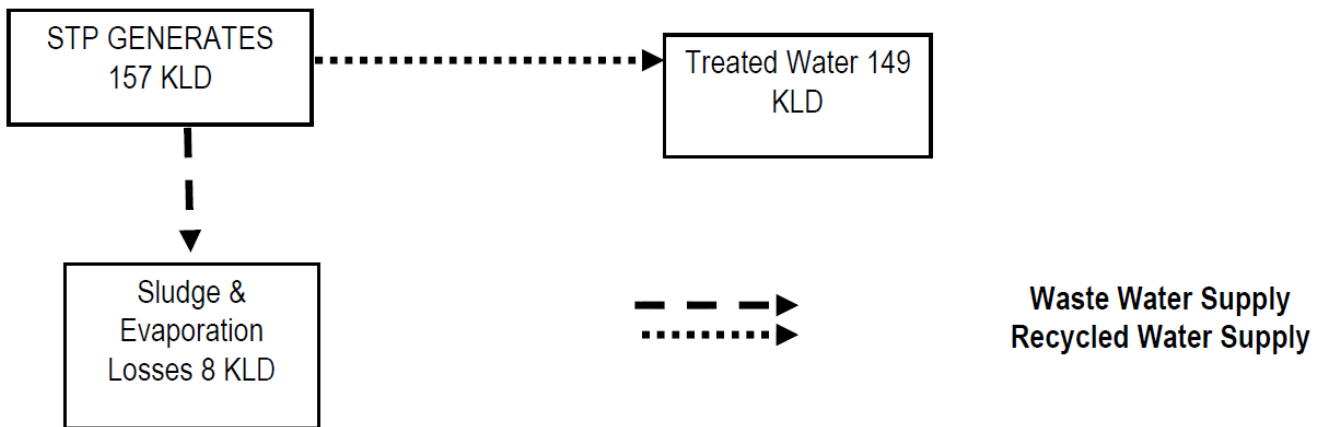 STP GENERATES
157 KLD
Treated Water 149
KLD
Sludge &
Evaporation
Losses 8 KLD
Waste Water Supply
Recycled Water Supply